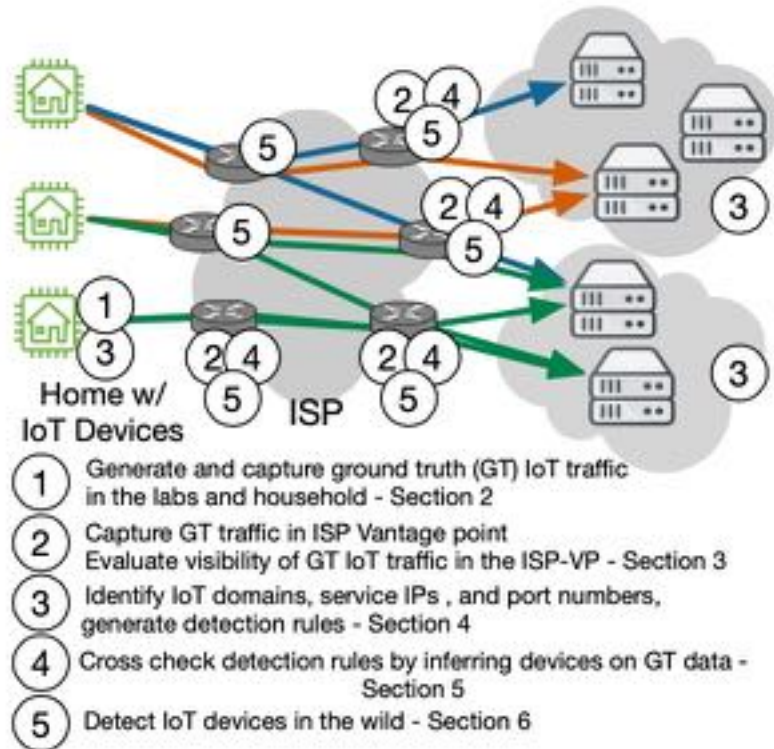 2
4
5
5
2
4
3
5
5
1
3
2
4
2
4
3
5
5
Home w/
IoT Devices
ISP
1 Generate and capture ground truth (GT) IoT traffic
in the labs and household - Section 2
2 Capture GT traffic in ISP Vantage point
Evaluate visibility of GT IoT traffic in the ISP-VP - Section 3
3 Identify IoT domains, service IPs , and port numbers,
generate detection rules - Section 4
4 Cross check detection rules by inferring devices on GT data -
Section 5
5 Detect IoT devices in the wild - Section 6